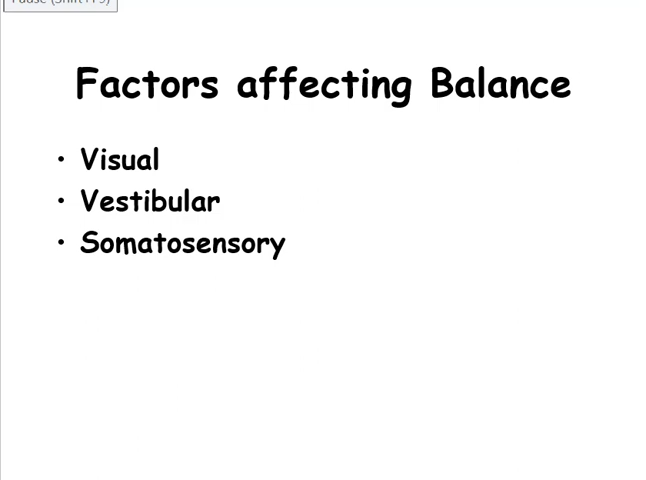 Factors affecting Balance
• Visual
• Vestibular
• Somatosensory